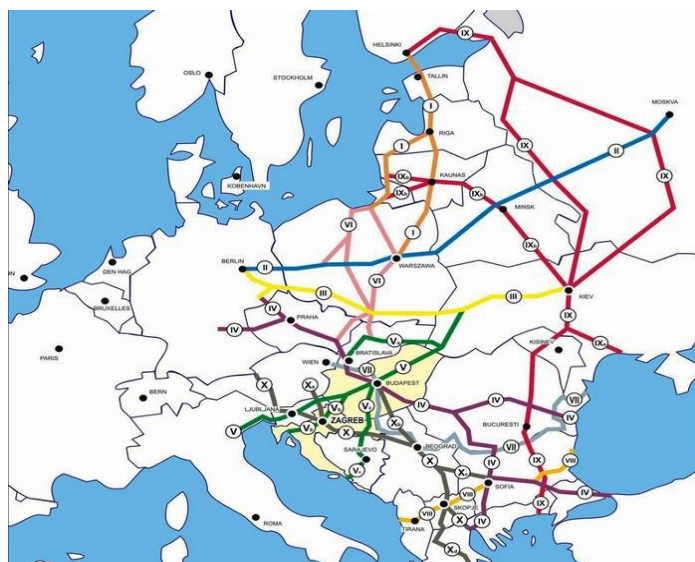 IX
HELSINKI
OSLO
STOCKHOLM
TALLIN
I
MOSKVA
RIGA
I
IX
II
IX
KOBENHAVN
IXb
KAUNAS
IXb
IXb
MINSK
VI
I
IXb
BERLIN
II
WARSZAWA
DEN HAG
VI
III
III
KIEV
BRUXELLES
IV
PRAHA
IV
IX
PARIS
KISINEV
IXa
BRATISLAVA
Va
WIEN
VII
V
BERN
X
Xa
BUDAPEST
VII
LJUBLJANA
Vb
Vc
IV
IV
IV
ZAGREB
BUCURESTI
V
Vb
X
Xb
BEOGRAD
VII
SARAJEVO
IV
VIII
X
Xc
Vc
VIII
SOFIA
IX
IV
ROMA
VIII
SKOPJE
IX
TIRANA
X
IV
Xd